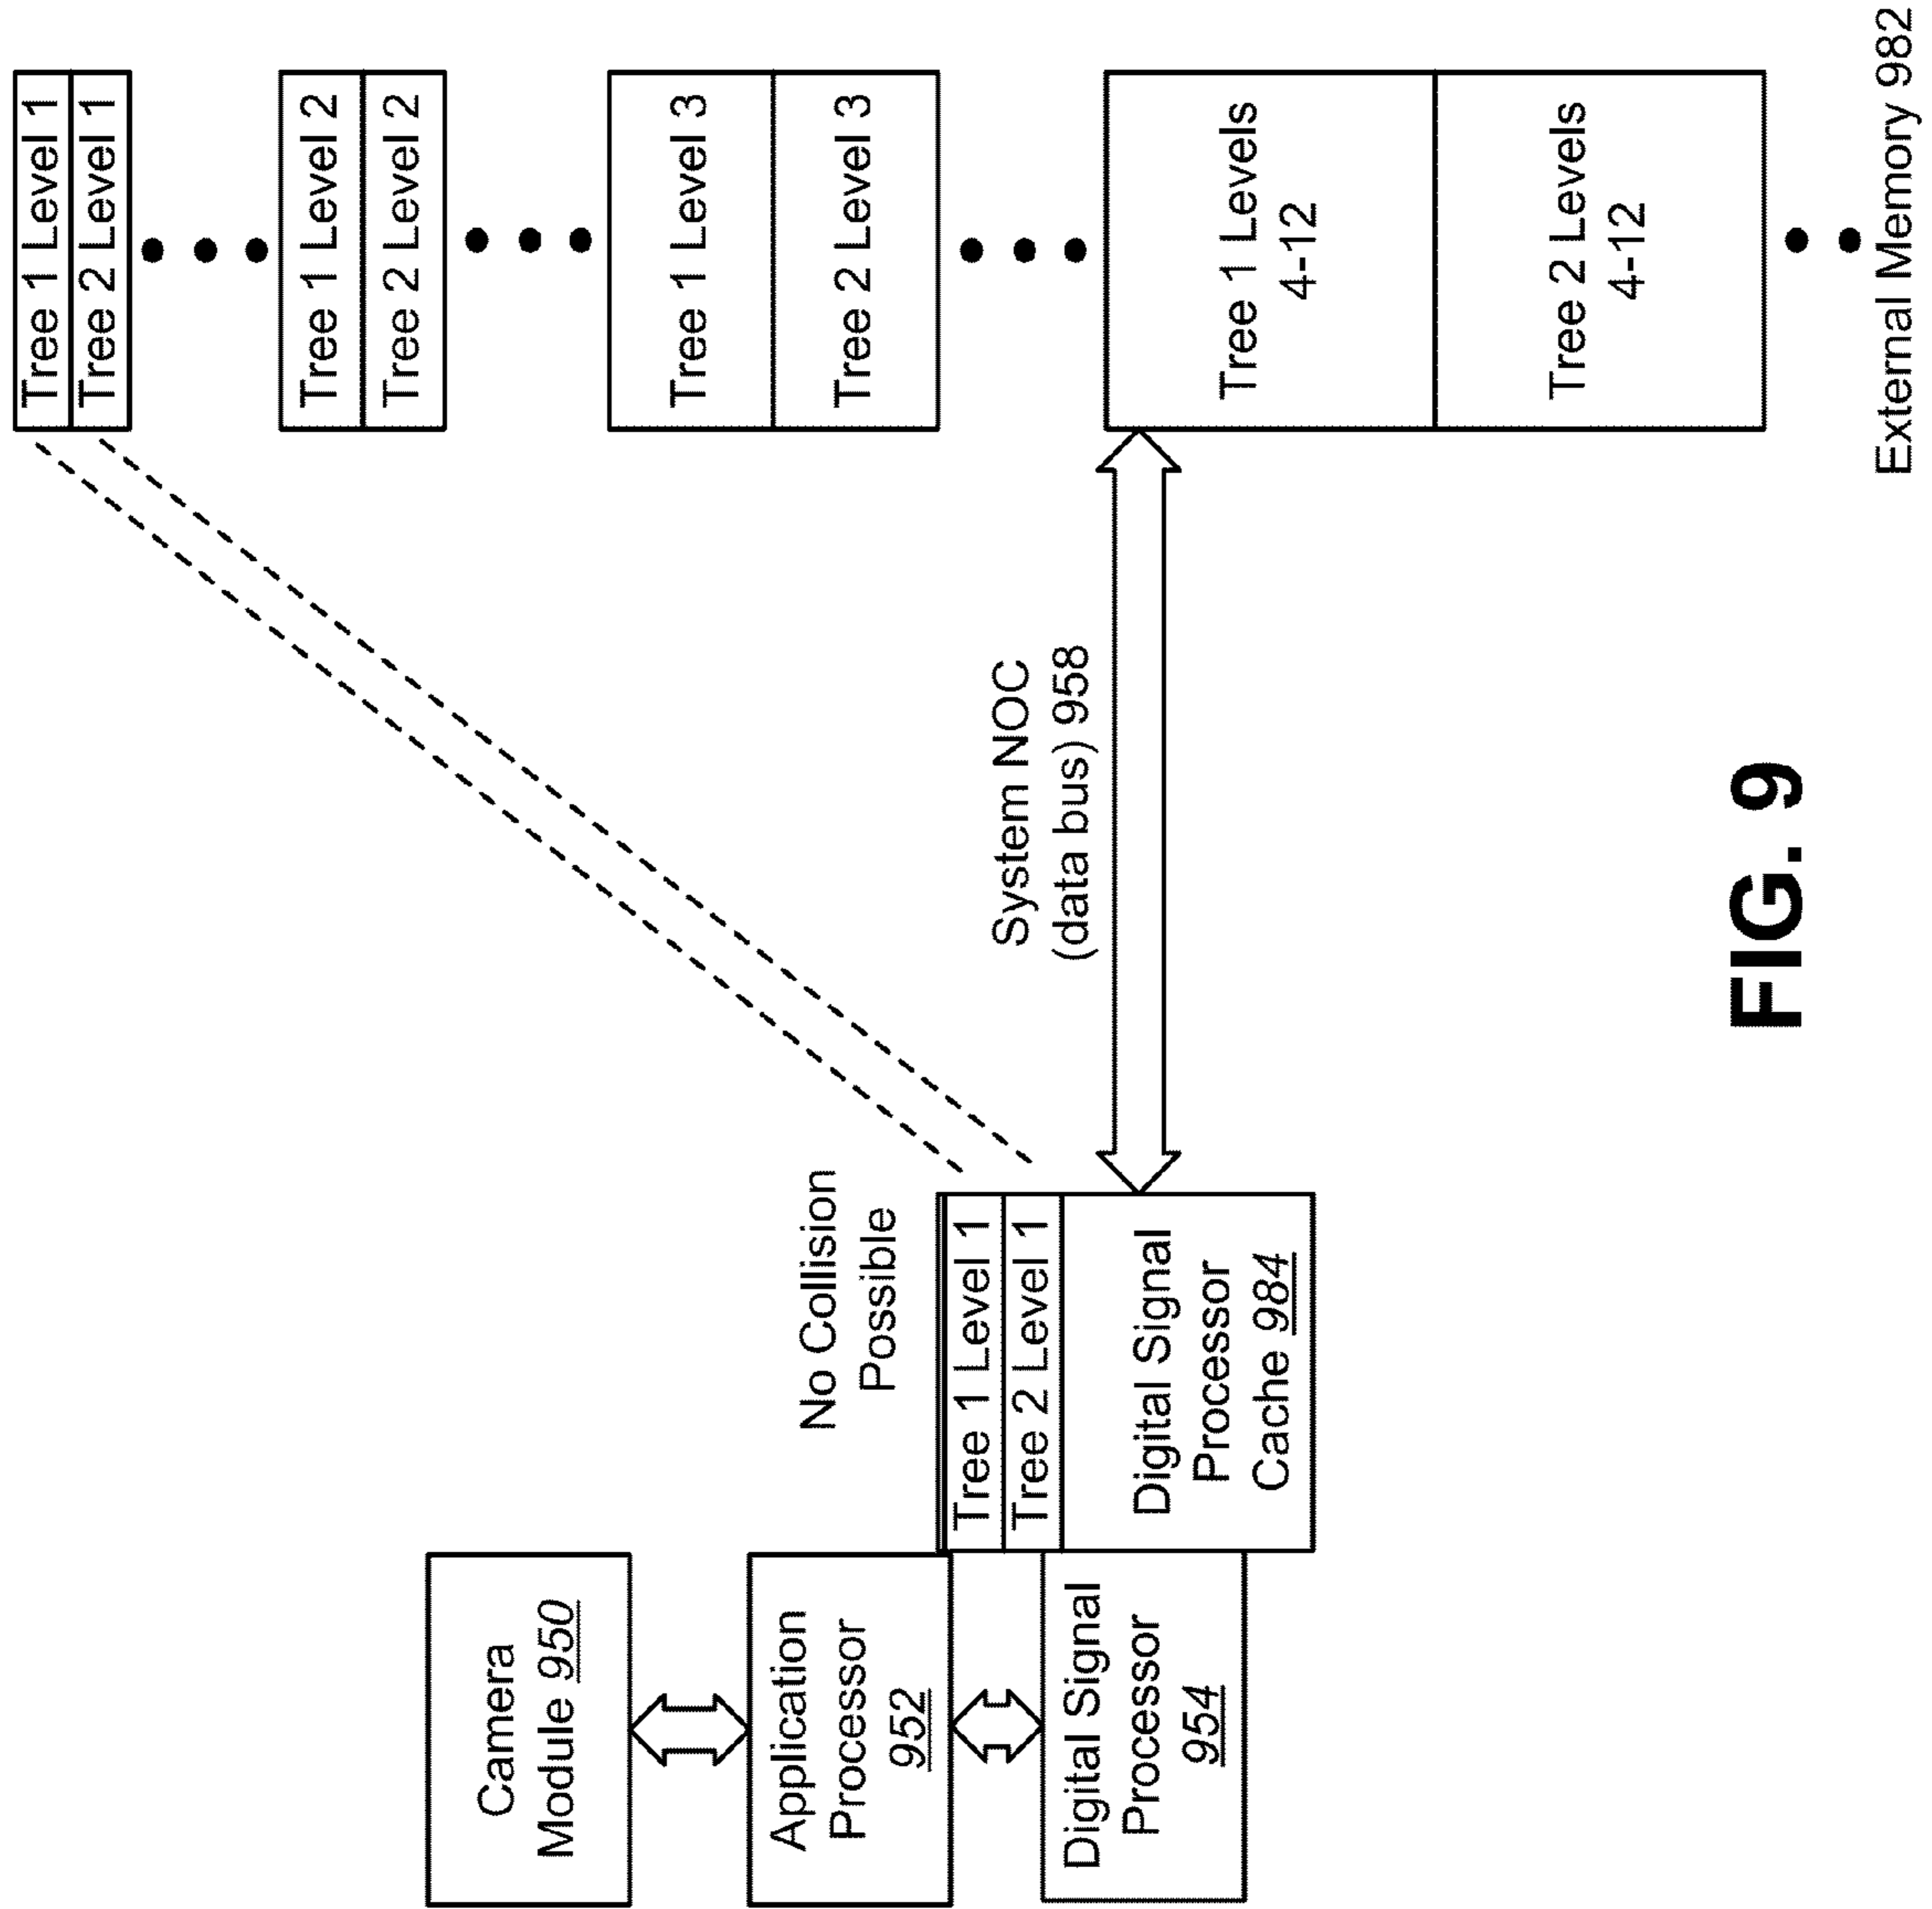 Camera
Module 950
Application
Processor
952
Digital Signal
Processor
954
No Collision
Possible
Tree 1 Level 1
Tree 2 Level 1
Digital Signal
Processor
Cache 984
System NOC
(data bus) 958
Tree 1 Level 1
Tree 2 Level 1
Tree 1 Level 2
Tree 2 Level 2
Tree 1 Level 3
Tree 2 Level 3
Tree 1 Levels
4-12
Tree 2 Levels
4-12
External Memory 982
FIG. 9